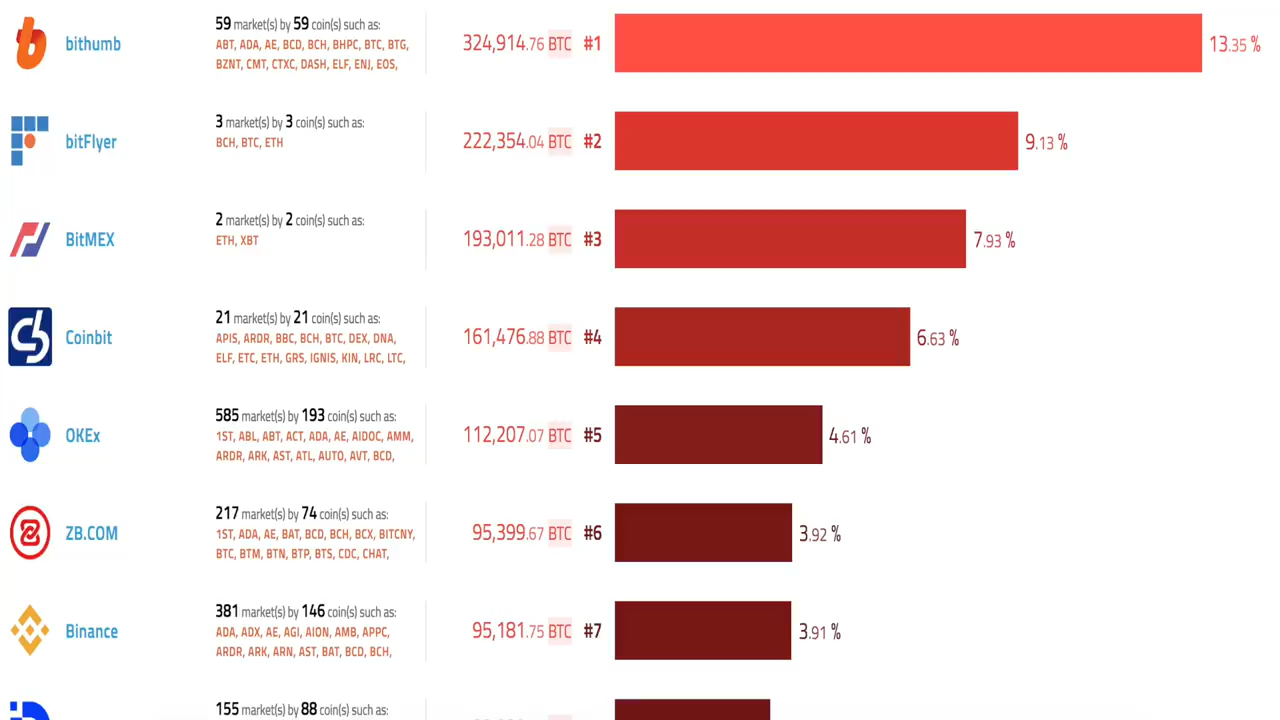 59 market(s) by 59 coin(s) such as:
bithumb
ABT, ADA, AE, BCD, BCH, BHPC, BTC, BTG,
BZNT, CMT, CTXC, DASH, ELF, ENJ, EOS,
324,914.76 BTC #1 13.35 %
3 market(s) by 3 coin(s) such as:
bitFlyer
BCH, BTC, ETH
222,354.04 BTC #2 9.13 %
2 market(s) by 2 coin(s) such as:
BitMEX
ETH, XBT
193,011.28 BTC #3 7.93 %
21 market(s) by 21 coin(s) such as:
Coinbit
APIS, ARDR, BBC, BCH, BTC, DEX, DNA,
ELF, ETC, ETH, GRS, IGNIS, KIN, LRC, LTC,
161,476.88 BTC #4 6.63 %
585 market(s) by 193 coin(s) such as:
OKEx
1ST, ABL, ABT, ACT, ADA, AE, AIDOC, AMM,
ARDR, ARK, AST, ATL, AUTO, AVT, BCD,
112,207.07 BTC #5 4.61 %
217 market(s) by 74 coin(s) such as:
ZB.COM
1ST, ADA, AE, BAT, BCD, BCH, BCX, BITCNY,
BTC, BTM, BTN, BTP, BTS, CDC, CHAT,
95,399.67 BTC #6 3.92 %
381 market(s) by 146 coin(s) such as:
Binance
ADA, ADX, AE, AGI, AION, AMB, APPC,
ARDR, ARK, ARN, AST, BAT, BCD, BCH,
95,181.75 BTC #7 3.91 %
155 market(s) by 88 coin(s) such as: